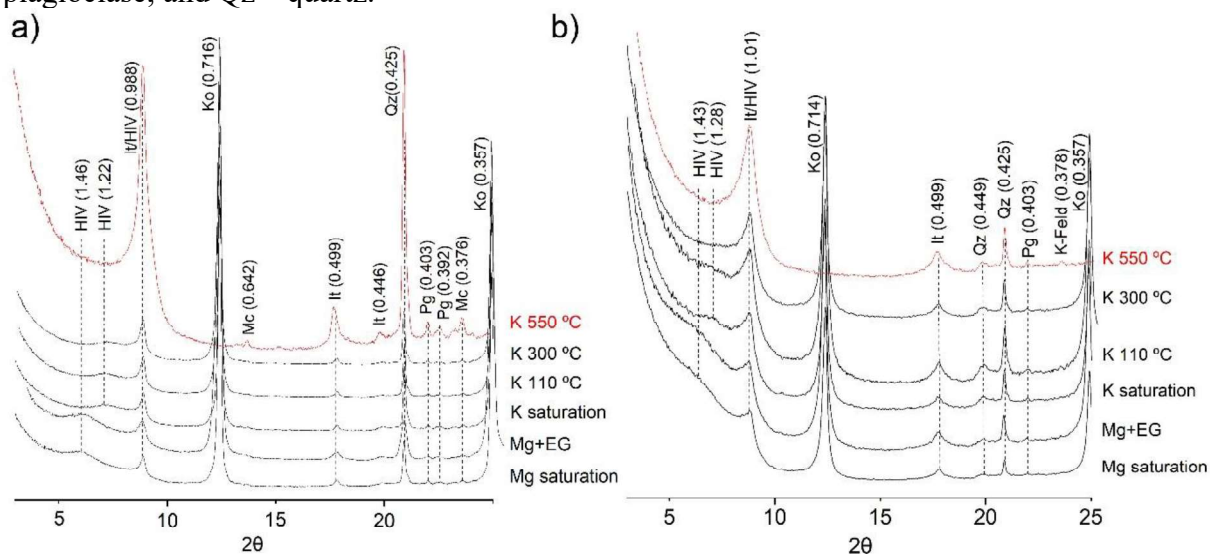 plagioclase, and Qz – quartz.
a)
HIV (1.46)
HIV (1.22)
It/HIV (0.988)
Ko (0.716)
Mc (0.642)
It (0.499)
It (0.446)
Qz(0.425)
Pg (0.403)
Pg (0.392)
Mc (0.376)
Ko (0.357)
K 550 ºC
K 300 ºC
K 110 ºC
K saturation
Mg+EG
Mg saturation
5
10
15
20
2θ
b)
HIV (1.43)
HIV (1.28)
It/HIV (1.01)
Ko (0.714)
It (0.499)
Qz (0.449)
Qz (0.425)
Pg (0.403)
K-Feld (0.378)
Ko (0.357)
K 550 ºC
K 300 ºC
K 110 ºC
K saturation
Mg+EG
Mg saturation
5
10
15
20
25
2θ